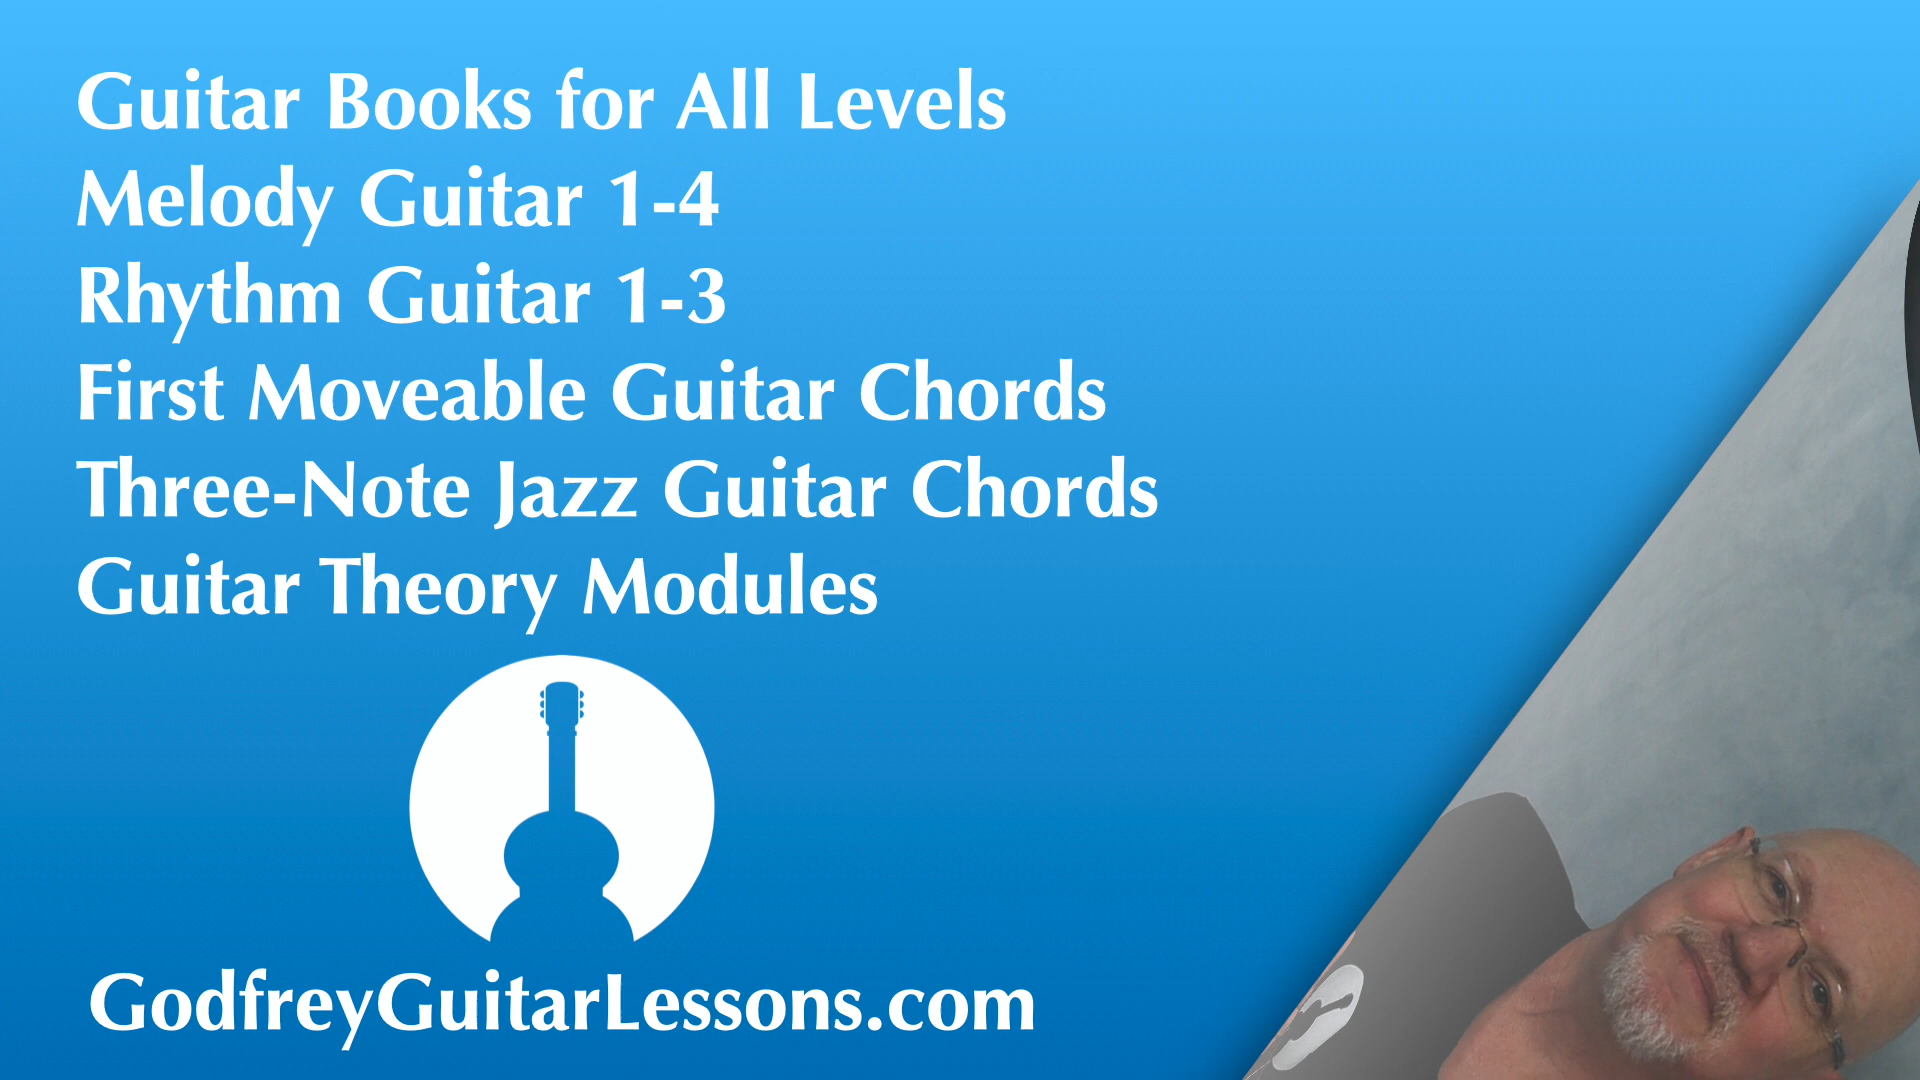 Guitar Books for All Levels
Melody Guitar 1-4
Rhythm Guitar 1-3
First Moveable Guitar Chords
Three-Note Jazz Guitar Chords
Guitar Theory Modules
GodfreyGuitarLessons.com